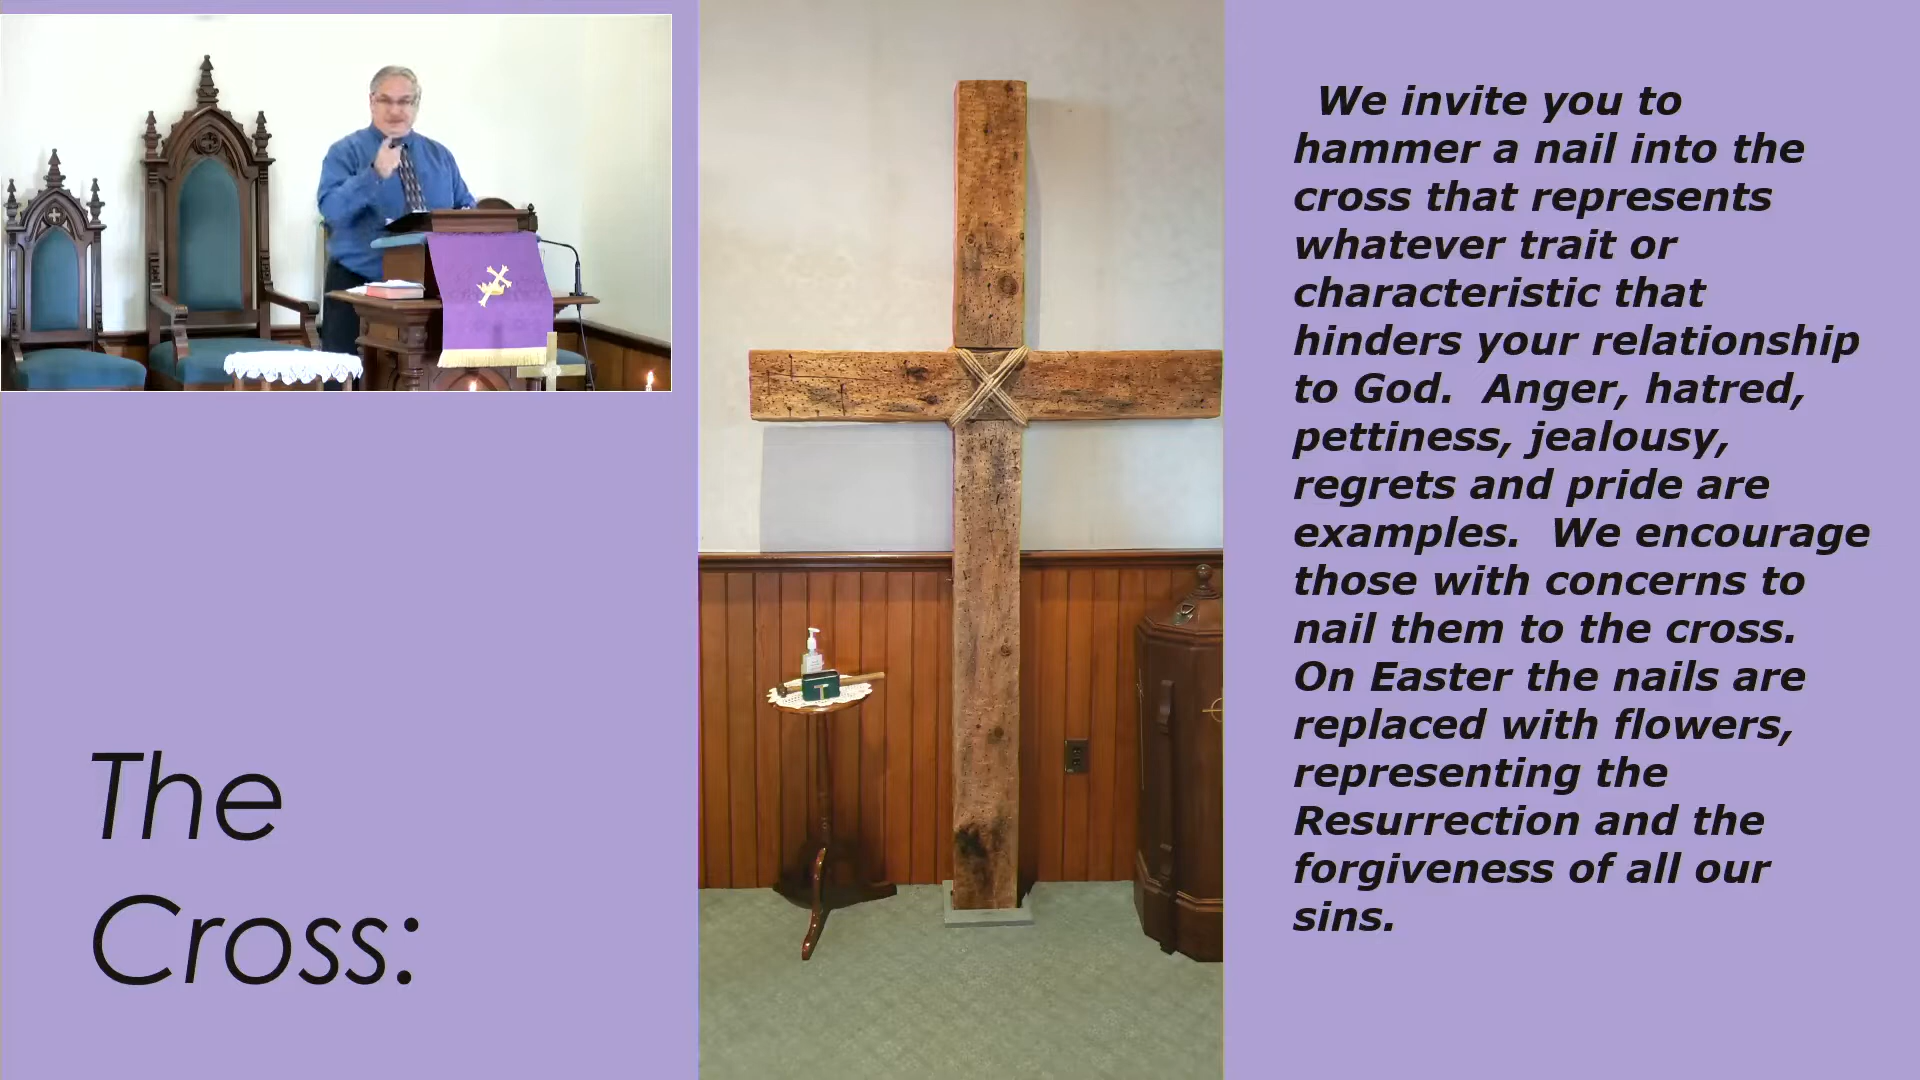 The
Cross:
We invite you to
hammer a nail into the
cross that represents
whatever trait or
characteristic that
hinders your relationship
to God.  Anger, hatred,
pettiness, jealousy,
regrets and pride are
examples.  We encourage
those with concerns to
nail them to the cross.
On Easter the nails are
replaced with flowers,
representing the
Resurrection and the
forgiveness of all our
sins.